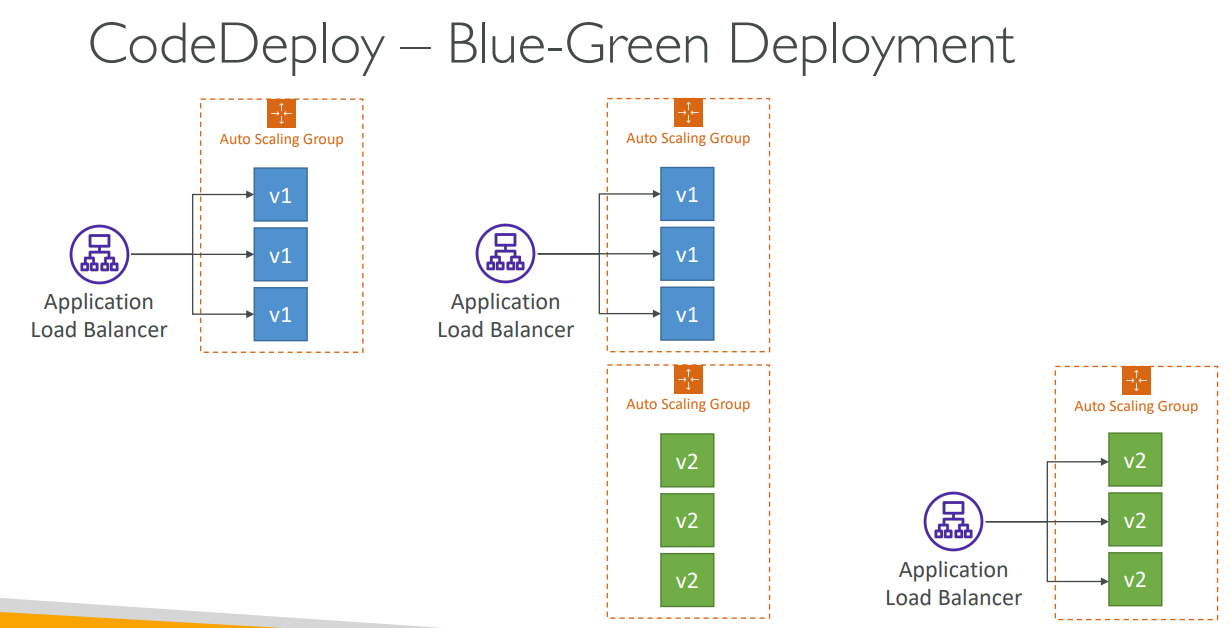 CodeDeploy – Blue-Green Deployment
Auto Scaling Group
v1
v1
v1
Application
Load Balancer
Auto Scaling Group
v1
v1
v1
Application
Load Balancer
Auto Scaling Group
v2
v2
v2
Auto Scaling Group
v2
v2
v2
Application
Load Balancer